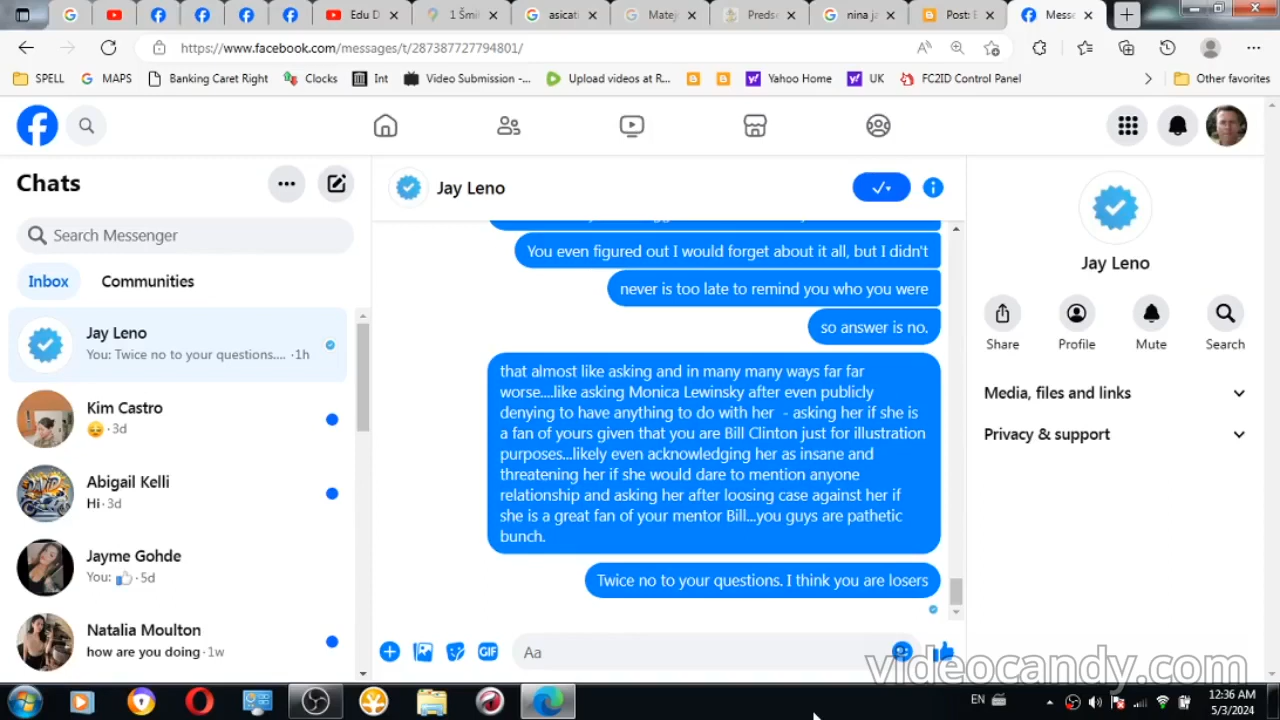 Edu D
1 Šmil
asicati
Matej
Preds
nina ja
Post: B
Mess
https://www.facebook.com/messages/t/287387727794801/
SPELL
MAPS
Banking Caret Right
Clocks
Int
Video Submission -...
Upload videos at R...
Yahoo Home
UK
FC2ID Control Panel
Other favorites
Chats
Search Messenger
Inbox
Communities
Jay Leno
You: Twice no to your questions.... · 1h
Kim Castro
· 3d
Abigail Kelli
Hi · 3d
Jayme Gohde
You: · 5d
Natalia Moulton
how are you doing · 1w
Jay Leno
You even figured out I would forget about it all, but I didn't
never is too late to remind you who you were
so answer is no.
that almost like asking and in many many ways far far
worse....like asking Monica Lewinsky after even publicly
denying to have anything to do with her - asking her if she is
a fan of yours given that you are Bill Clinton just for illustration
purposes...likely even acknowledging her as insane and
threatening her if she would dare to mention anyone
relationship and asking her after loosing case against her if
she is a great fan of your mentor Bill...you guys are pathetic
bunch.
Twice no to your questions. I think you are losers
GIF
Aa
Jay Leno
Share
Profile
Mute
Search
Media, files and links
Privacy & support
videocandy.com
EN
12:36 AM
5/3/2024